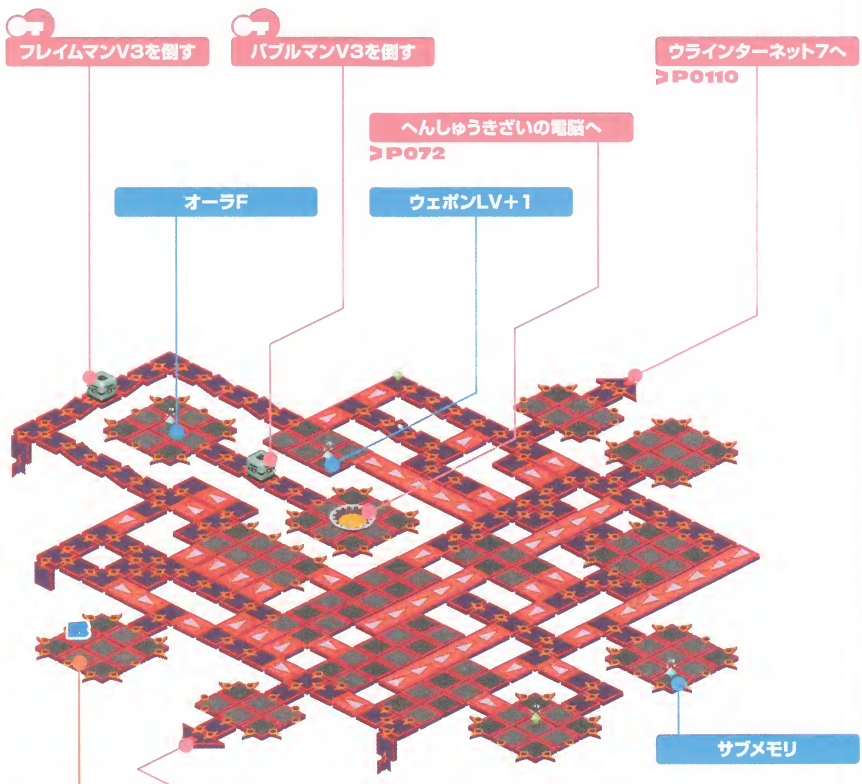 フレイムマンV3を倒す
バブルマンV3を倒す
ウラインターネット7へ
>P0110
へんしゅうきざいの電脳へ
>P072
オーラF
ウェポンLV+1
サブメモリ